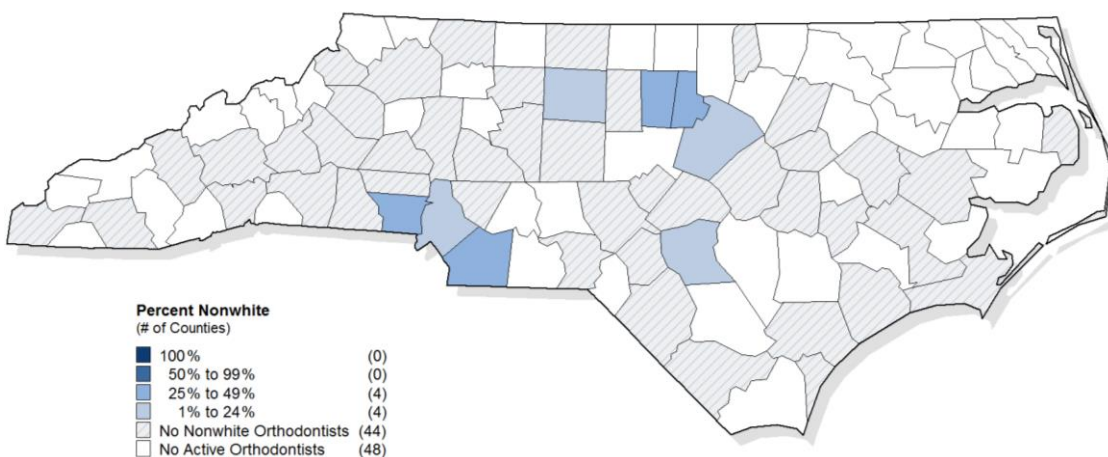 Percent Nonwhite
(# of Counties)
100% (0)
50% to 99% (0)
25% to 49% (4)
1% to 24% (4)
No Nonwhite Orthodontists (44)
No Active Orthodontists (48)